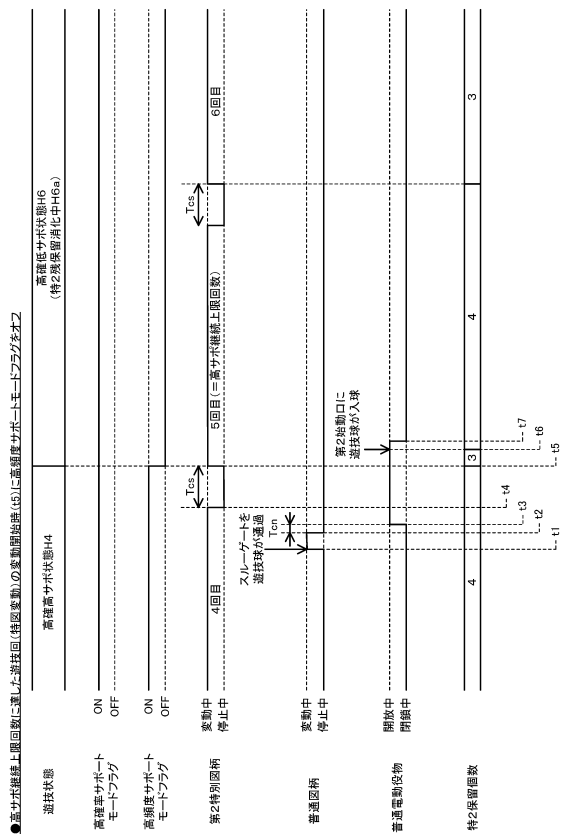 ●高サポ継続上限回数に達した遊技回(特図変動)の変動開始時(t5)に高頻度サポートモードフラグをオフ
遊技状態
高確高サポ状態H4
高確低サポ状態H6
(特2残保留消化中H6a)
高確率サポート
モードフラグ
ON
OFF
高頻度サポート
モードフラグ
ON
OFF
第2特別図柄
変動中
停止中
4回目
Tcs
5回目(=高サポ継続上限回数)
Tcs
6回目
スルーゲートを
遊技球が通過
Tcn
普通図柄
変動中
停止中
第2始動口に
遊技球が入球
普通電動役物
開放中
閉鎖中
特2保留個数
4
3
4
3
t1
t2
t3
t4
t5
t6
t7